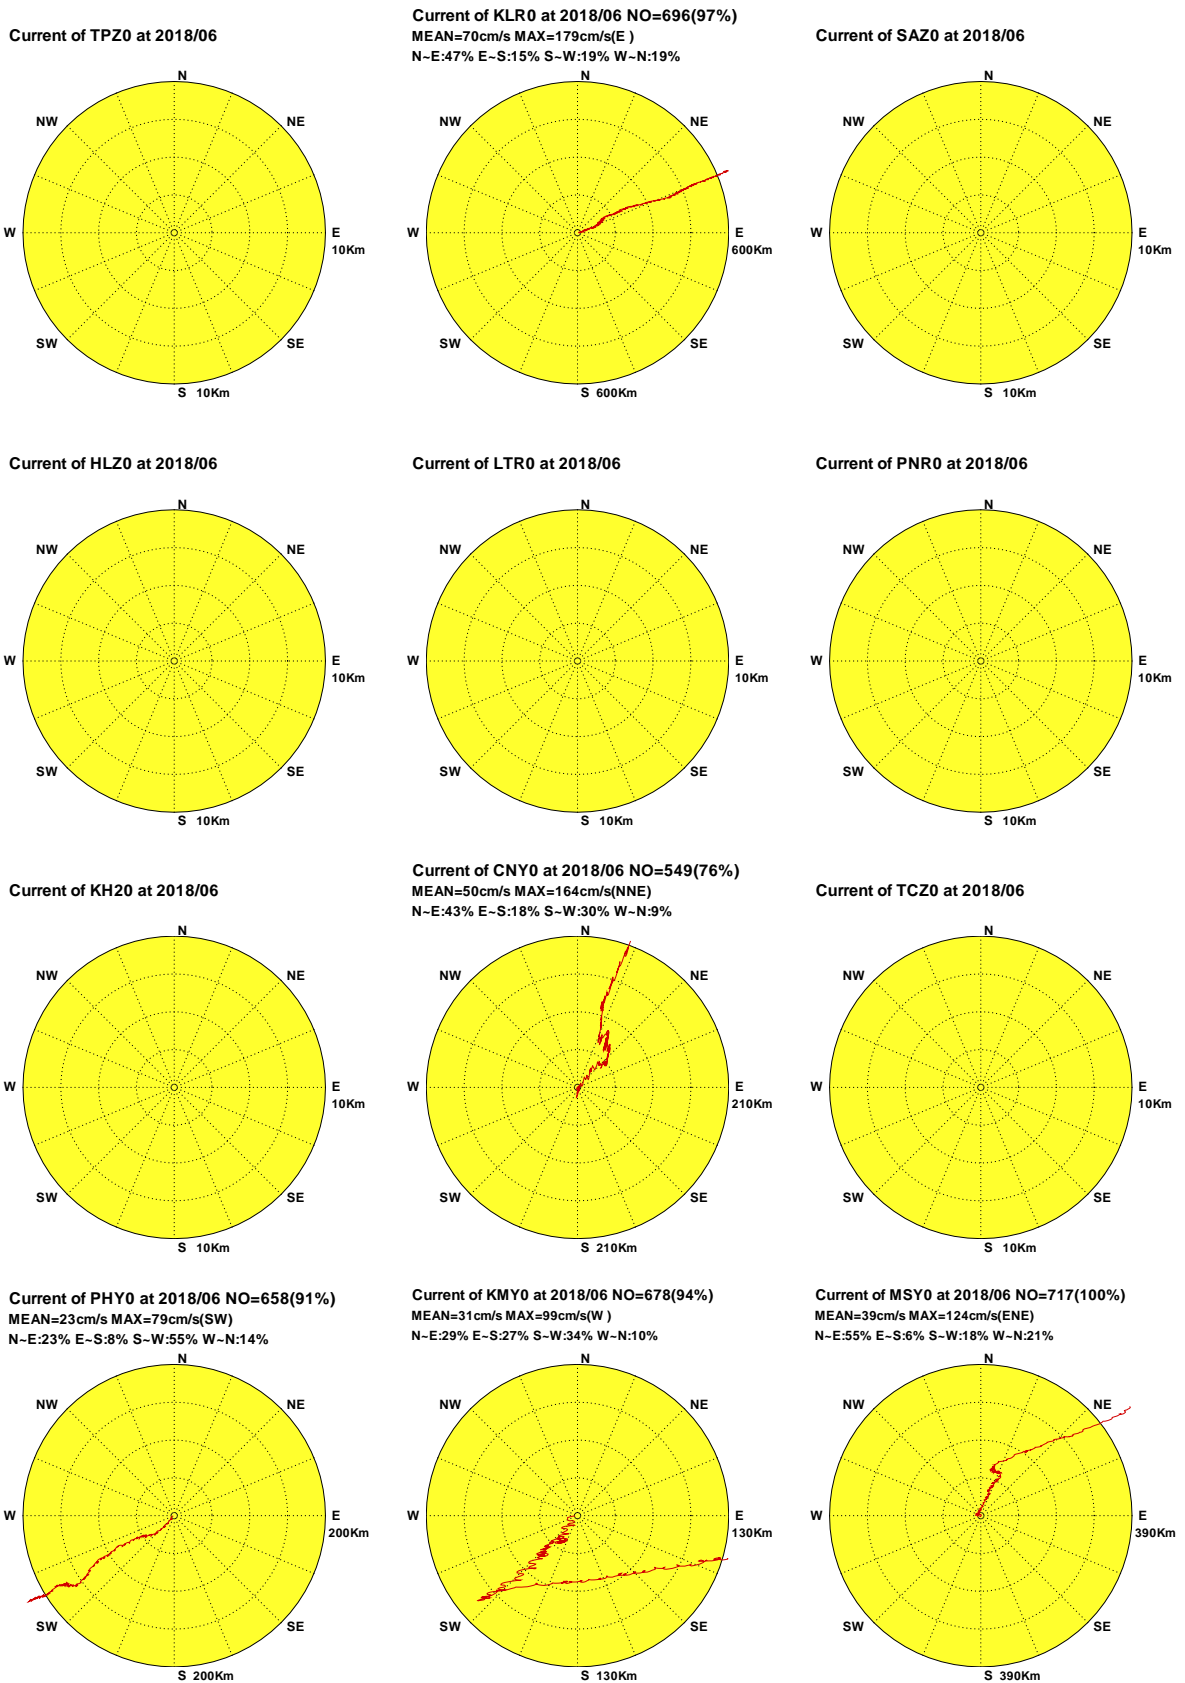 Current of TPZ0 at 2018/06
N
NW
NE
W
E
10Km
SW
SE
S 10Km
Current of KLR0 at 2018/06 NO=696(97%)
MEAN=70cm/s MAX=179cm/s(E )
N~E:47% E~S:15% S~W:19% W~N:19%
N
NW
NE
W
E
600Km
SW
SE
S 600Km
Current of SAZ0 at 2018/06
N
NW
NE
W
E
10Km
SW
SE
S 10Km
Current of HLZ0 at 2018/06
N
NW
NE
W
E
10Km
SW
SE
S 10Km
Current of LTR0 at 2018/06
N
NW
NE
W
E
10Km
SW
SE
S 10Km
Current of PNR0 at 2018/06
N
NW
NE
W
E
10Km
SW
SE
S 10Km
Current of KH20 at 2018/06
N
NW
NE
W
E
10Km
SW
SE
S 10Km
Current of CNY0 at 2018/06 NO=549(76%)
MEAN=50cm/s MAX=164cm/s(NNE)
N~E:43% E~S:18% S~W:30% W~N:9%
N
NW
NE
W
E
210Km
SW
SE
S 210Km
Current of TCZ0 at 2018/06
N
NW
NE
W
E
10Km
SW
SE
S 10Km
Current of PHY0 at 2018/06 NO=658(91%)
MEAN=23cm/s MAX=79cm/s(SW)
N~E:23% E~S:8% S~W:55% W~N:14%
N
NW
NE
W
E
200Km
SW
SE
S 200Km
Current of KMY0 at 2018/06 NO=678(94%)
MEAN=31cm/s MAX=99cm/s(W )
N~E:29% E~S:27% S~W:34% W~N:10%
N
NW
NE
W
E
130Km
SW
SE
S 130Km
Current of MSY0 at 2018/06 NO=717(100%)
MEAN=39cm/s MAX=124cm/s(ENE)
N~E:55% E~S:6% S~W:18% W~N:21%
N
NW
NE
W
E
390Km
SW
SE
S 390Km